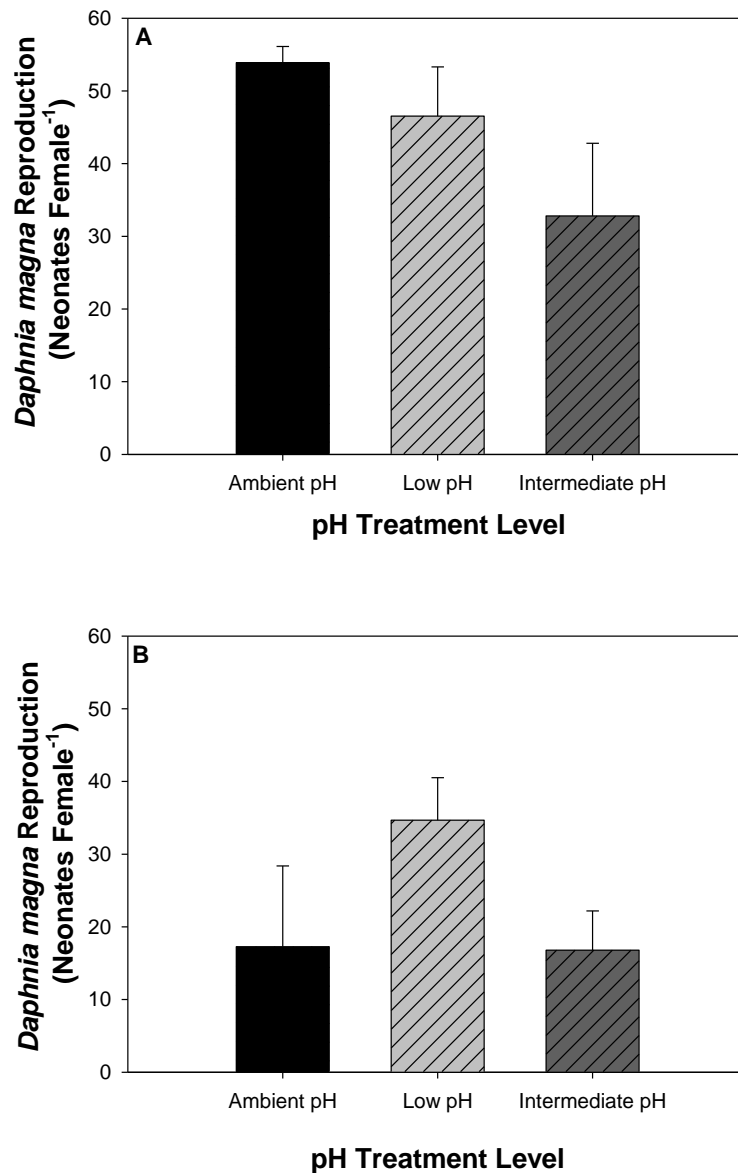 A
60
50
40
30
20
10
0
Daphnia magna Reproduction
(Neonates Female-1)
Ambient pH Low pH Intermediate pH
pH Treatment Level
B
60
50
40
30
20
10
0
Daphnia magna Reproduction
(Neonates Female-1)
Ambient pH Low pH Intermediate pH
pH Treatment Level